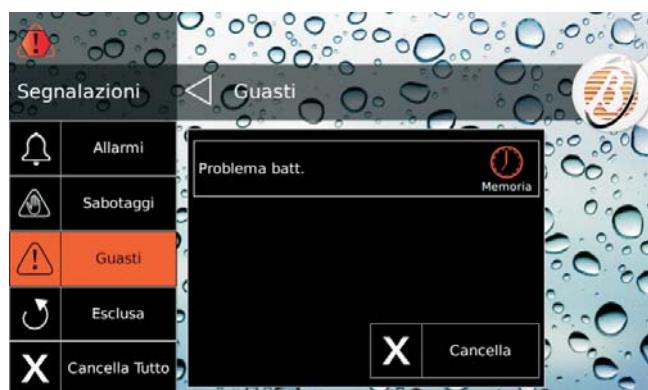 Segnalazioni
Guasti
Allarmi
Sabotaggi
Guasti
Esclusa
Cancella Tutto
Problema batt.
Memoria
Cancella